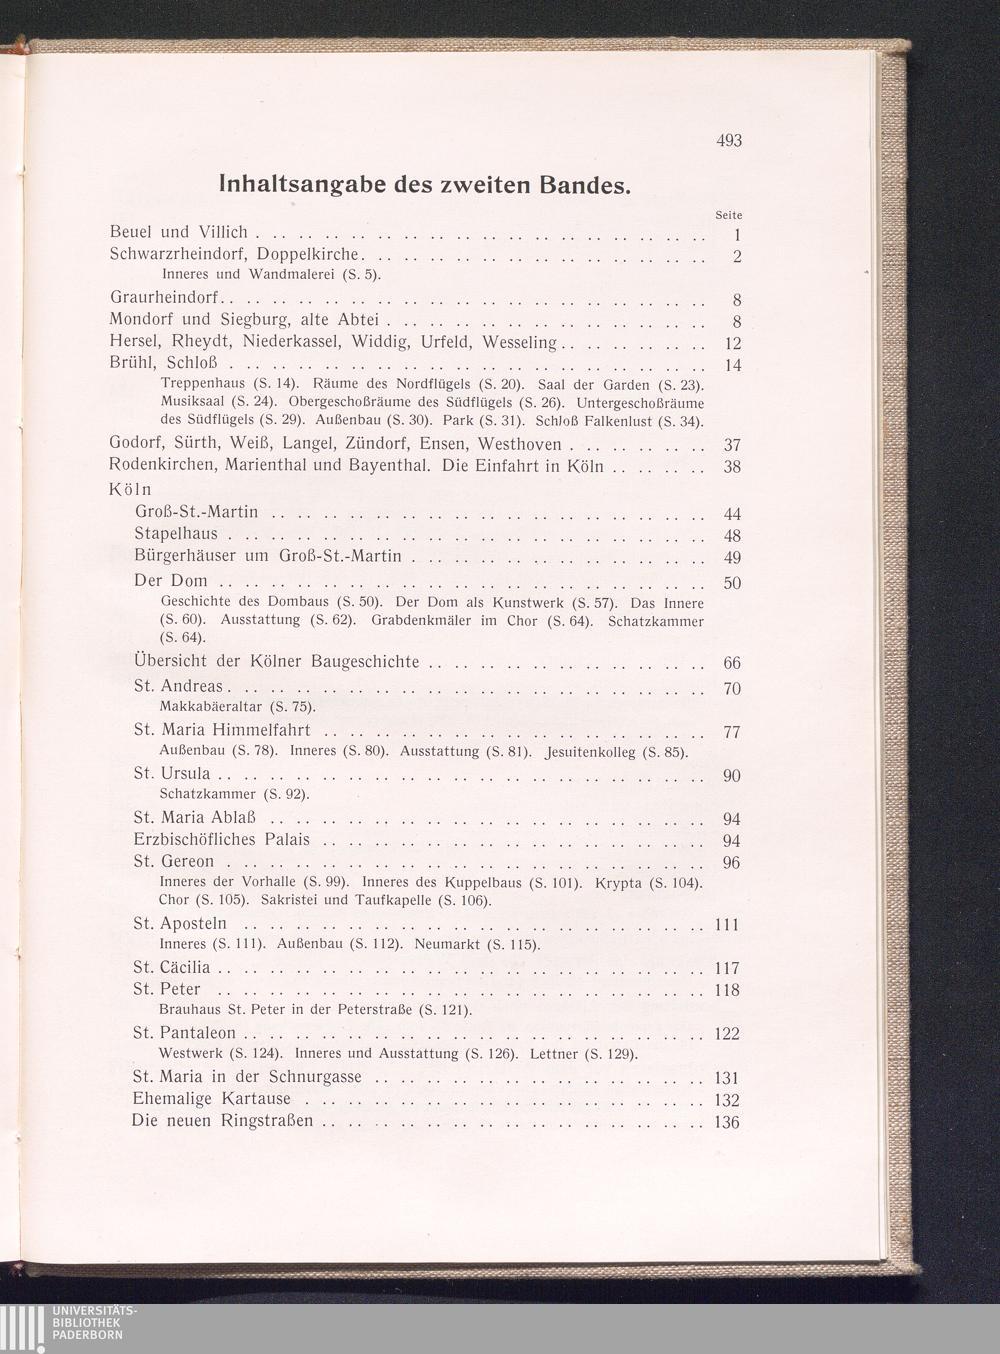 493
Inhaltsangabe des zweiten Bandes.
Seite
Beuel und Villich . . . . . . . . . . . . . . . . . . 1
Schwarzrheindorf, Doppelkirche. . . . . . . . . . . . . . 2
Inneres und Wandmalerei (S. 5).
Graurheindorf. . . . . . . . . . . . . . . . . . . 8
Mondorf und Siegburg, alte Abtei . . . . . . . . . . . . . 8
Hersel, Rheydt, Niederkassel, Widdig, Urfeld, Wesseling . . . . . . 12
Brühl, Schloß . . . . . . . . . . . . . . . . . . . 14
Treppenhaus (S. 14). Räume des Nordflügels (S. 20). Saal der Garden (S. 23).
Musiksaal (S. 24). Obergeschoßräume des Südflügels (S. 26). Untergeschoßräume
des Südflügels (S. 29). Außenbau (S. 30). Park (S. 31). Schloß Falkenlust (S. 34).
Godorf, Sürth, Weiß, Langel, Zündorf, Ensen, Westhoven . . . . . . 37
Rodenkirchen, Marienthal und Bayenthal. Die Einfahrt in Köln . . . . 38
Köln
Groß-St.-Martin . . . . . . . . . . . . . . . . . 44
Stapelhaus . . . . . . . . . . . . . . . . . . . 48
Bürgerhäuser um Groß-St.-Martin . . . . . . . . . . . . 49
Der Dom . . . . . . . . . . . . . . . . . . . 50
Geschichte des Dombaus (S. 50). Der Dom als Kunstwerk (S. 57). Das Innere
(S. 60). Ausstattung (S. 62). Grabdenkmäler im Chor (S. 64). Schatzkammer
(S. 64).
Übersicht der Kölner Baugeschichte . . . . . . . . . . . 66
St. Andreas . . . . . . . . . . . . . . . . . . . 70
Makkabäeraltar (S. 75).
St. Maria Himmelfahrt . . . . . . . . . . . . . . . 77
Außenbau (S. 78). Inneres (S. 80). Ausstattung (S. 81). Jesuitenkolleg (S. 85).
St. Ursula . . . . . . . . . . . . . . . . . . . 90
Schatzkammer (S. 92).
St. Maria Ablaß . . . . . . . . . . . . . . . . . 94
Erzbischöfliches Palais . . . . . . . . . . . . . . . 94
St. Gereon . . . . . . . . . . . . . . . . . . . 96
Inneres der Vorhalle (S. 99). Inneres des Kuppelbaus (S. 101). Krypta (S. 104).
Chor (S. 105). Sakristei und Taufkapelle (S. 106).
St. Aposteln . . . . . . . . . . . . . . . . . . 111
Inneres (S. 111). Außenbau (S. 112). Neumarkt (S. 115).
St. Cäcilia . . . . . . . . . . . . . . . . . . . 117
St. Peter . . . . . . . . . . . . . . . . . . . 118
Brauhaus St. Peter in der Peterstraße (S. 121).
St. Pantaleon . . . . . . . . . . . . . . . . . . 122
Westwerk (S. 124). Inneres und Ausstattung (S. 126). Lettner (S. 129).
St. Maria in der Schnurgasse . . . . . . . . . . . . . 131
Ehemalige Kartause . . . . . . . . . . . . . . . . 132
Die neuen Ringstraßen . . . . . . . . . . . . . . . 136
UNIVERSITÄTS-
BIBLIOTHEK
PADERBORN